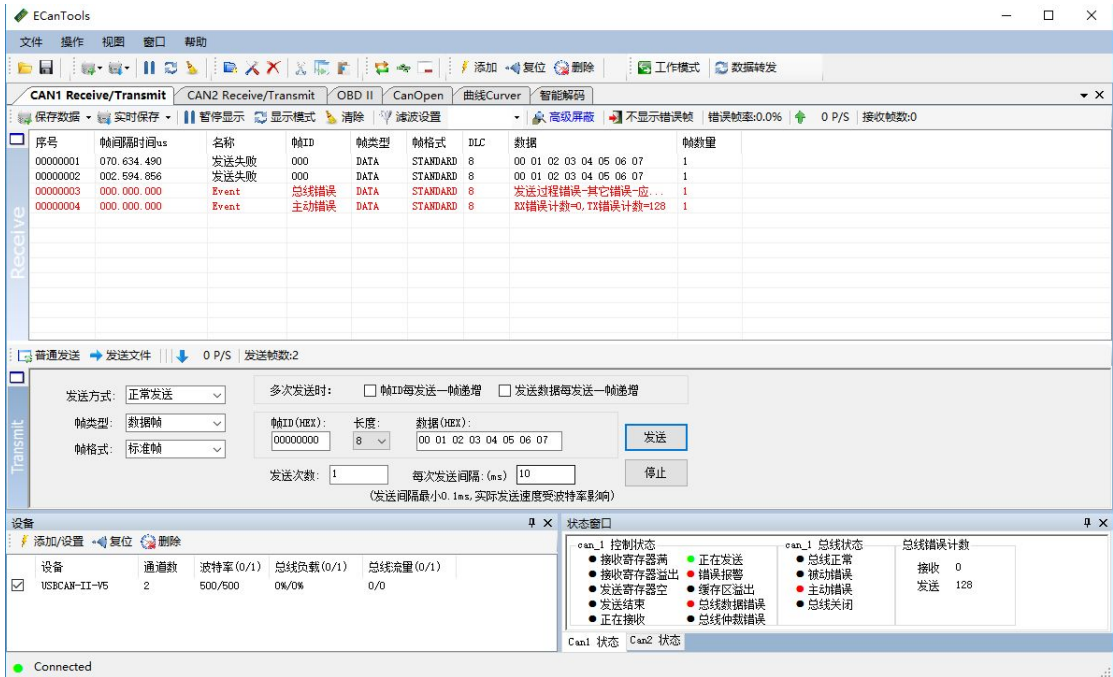 ECanTools
文件 操作 视图 窗口 帮助
添加 复位 删除 工作模式 数据转发
CAN1 Receive/Transmit CAN2 Receive/Transmit OBD II CanOpen 曲线Curver 智能解码
保存数据 实时保存 暂停显示 显示模式 清除 滤波设置 高级屏蔽 不显示错误帧 错误帧率:0.0% 0 P/S 接收帧数:0
序号 帧间隔时间us 名称 帧ID 帧类型 帧格式 DLC 数据 帧数量
00000001 070.634.490 发送失败 000 DATA STANDARD 8 00 01 02 03 04 05 06 07 1
00000002 002.594.856 发送失败 000 DATA STANDARD 8 00 01 02 03 04 05 06 07 1
00000003 000.000.000 Event 总线错误 DATA STANDARD 8 发送过程错误-其它错误-应... 1
00000004 000.000.000 Event 主动错误 DATA STANDARD 8 RX错误计数=0,TX错误计数=128 1
Receive
普通发送 发送文件 0 P/S 发送帧数:2
Transmit
发送方式: 正常发送 多次发送时: 帧ID每发送一帧递增 发送数据每发送一帧递增
帧类型: 数据帧 帧ID(HEX): 长度: 数据(HEX):
帧格式: 标准帧 00000000 8 00 01 02 03 04 05 06 07 发送
发送次数: 1 每次发送间隔:(ms) 10 停止
(发送间隔最小0.1ms,实际发送速度受波特率影响)
设备
添加/设置 复位 删除
设备 通道数 波特率(0/1) 总线负载(0/1) 总线流量(0/1)
USBCAN-II-V5 2 500/500 0%/0% 0/0
状态窗口
can_1 控制状态 can_1 总线状态 总线错误计数
接收寄存器满 正在发送 总线正常 接收 0
接收寄存器溢出 错误报警 被动错误 发送 128
发送寄存器空 缓存区溢出 主动错误
发送结束 总线数据错误 总线关闭
正在接收 总线仲裁错误
Can1 状态 Can2 状态
Connected